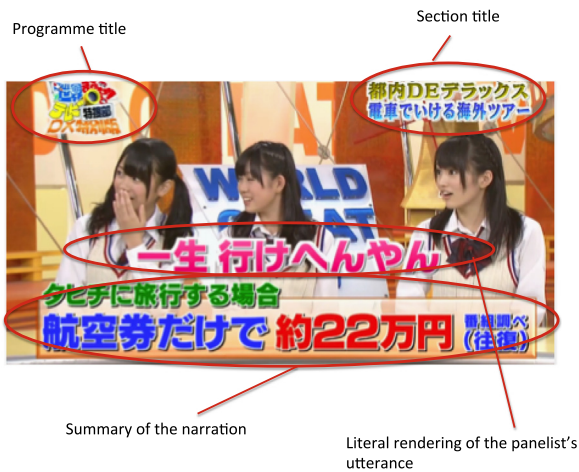 Programme title
Section title
都内DEデラックス
電車でいける海外ツアー
WORLD
GREAT
一生 行けへんやん
タヒチに旅行する場合
航空券だけで 約22万円
番組調べ
(往復)
Summary of the narration
Literal rendering of the panelist's
utterance